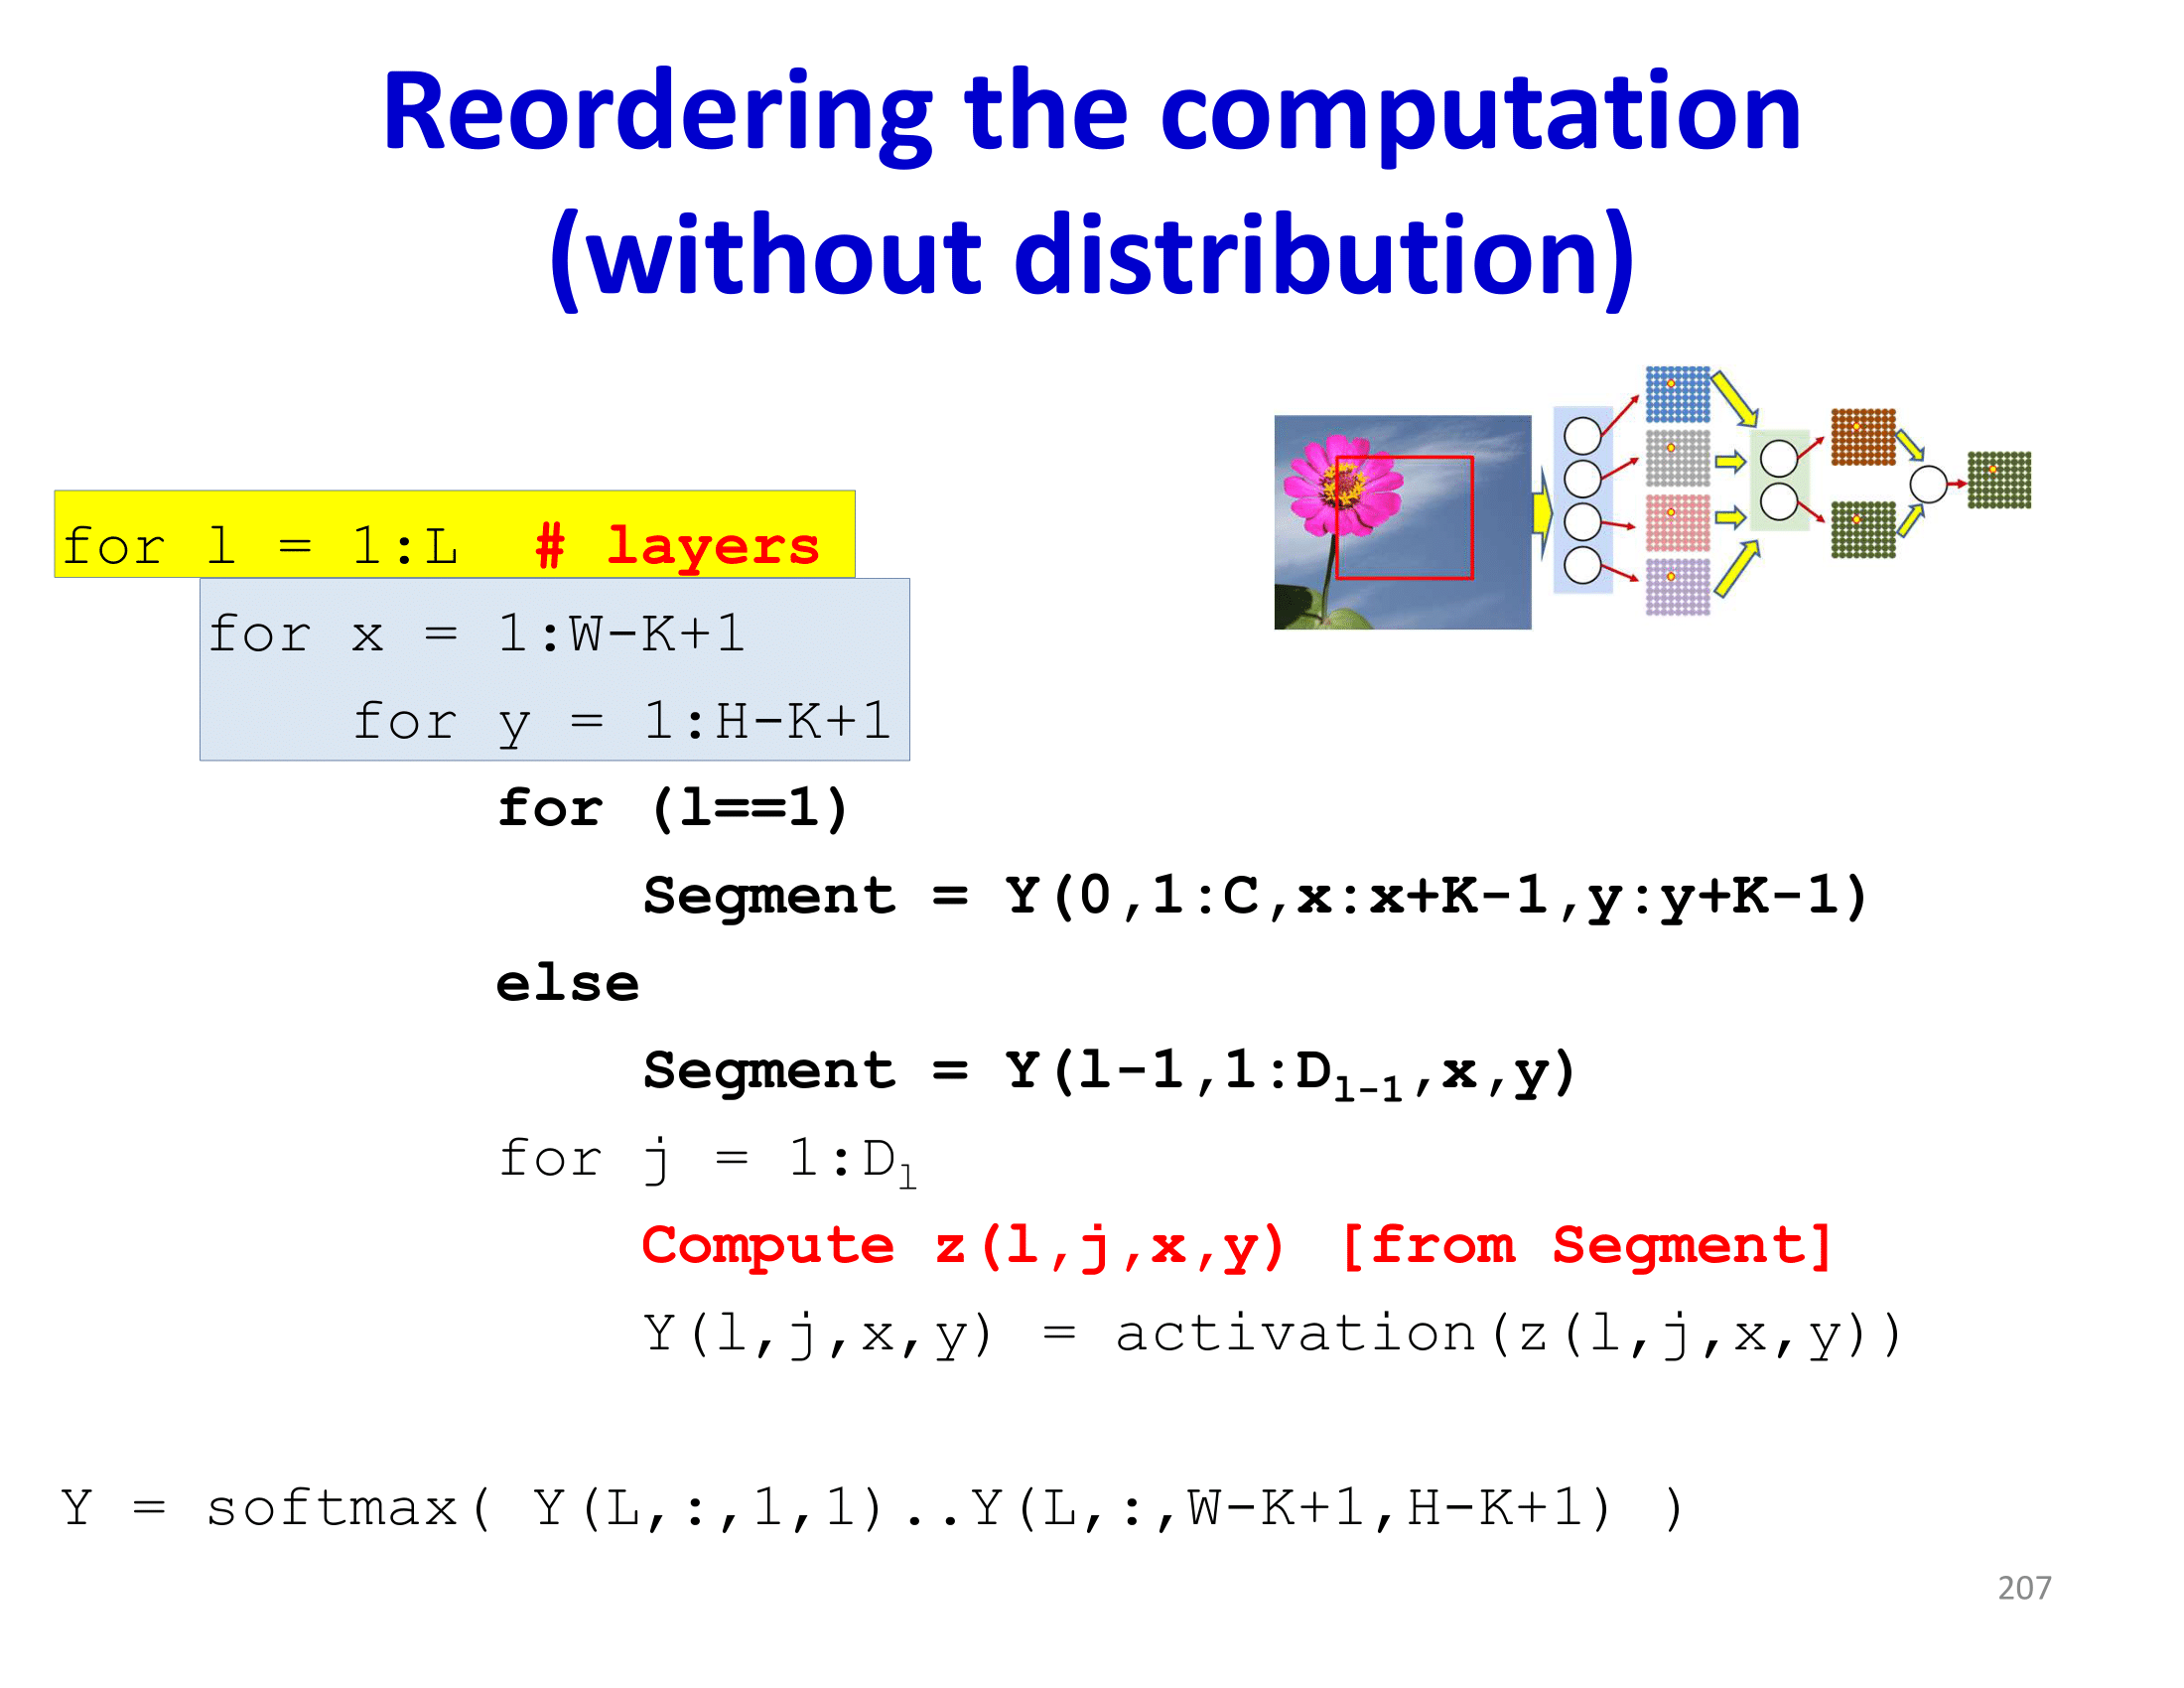 Reordering the computation
(without distribution)
for l = 1:L  # layers
for x = 1:W-K+1
for y = 1:H-K+1
for (l==1)
Segment = Y(0,1:C,x:x+K-1,y:y+K-1)
else
Segment = Y(l-1,1:Dₗ₋₁,x,y)
for j = 1:Dₗ
Compute z(l,j,x,y) [from Segment]
Y(l,j,x,y) = activation(z(l,j,x,y))
Y = softmax( Y(L,:,1,1)..Y(L,:,W-K+1,H-K+1) )
207